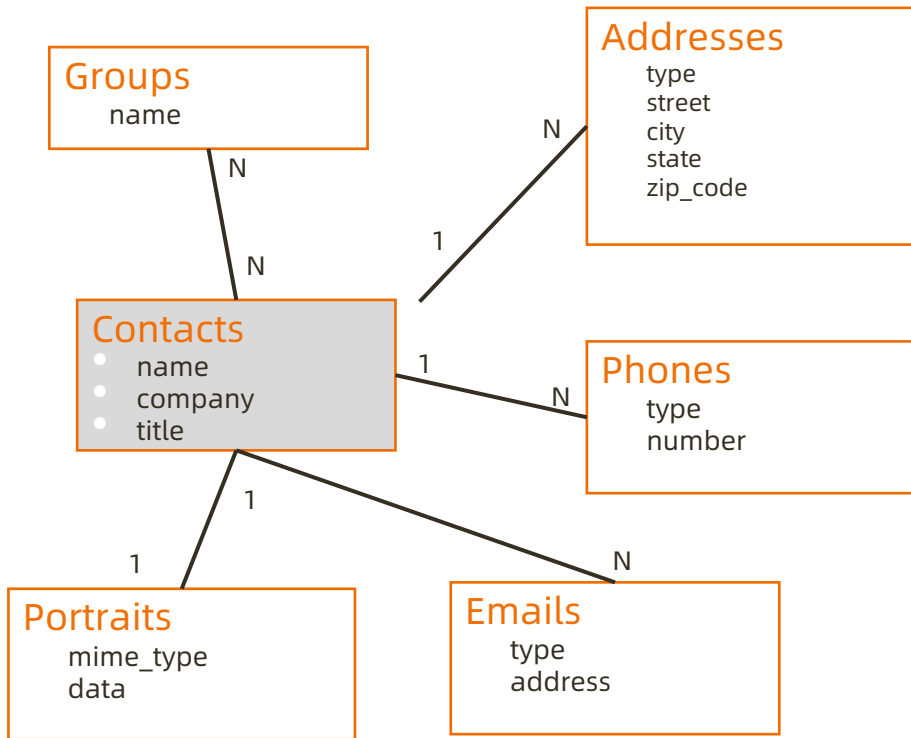 Groups
name
N
N
Addresses
type
street
city
state
zip_code
N
1
Contacts
name
company
title
1
N
Phones
type
number
1
1
N
Portraits
mime_type
data
Emails
type
address